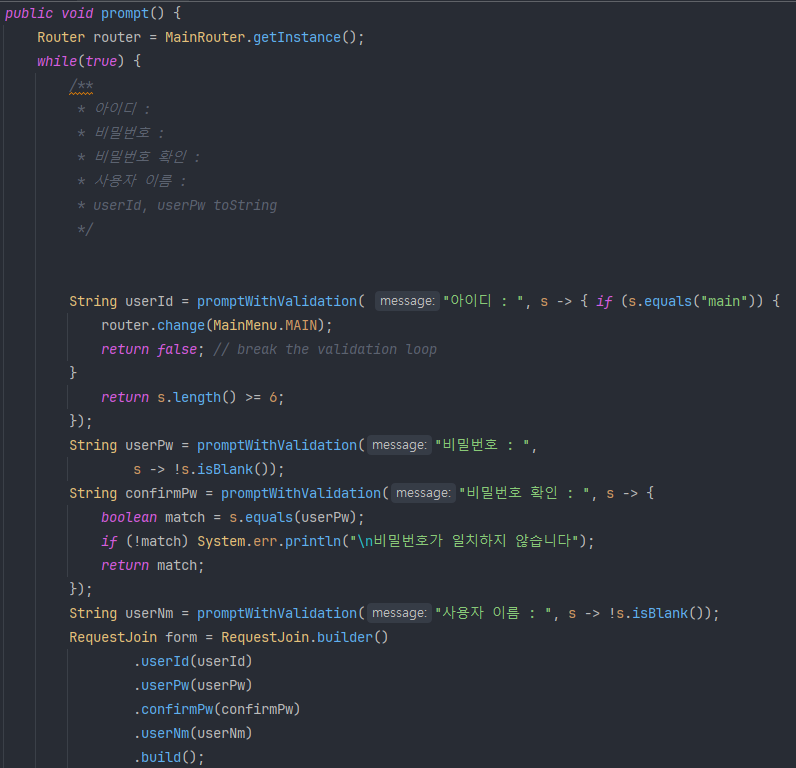 public void prompt() {
    Router router = MainRouter.getInstance();
    while(true) {
        /**
         * 아이디 :
         * 비밀번호 :
         * 비밀번호 확인 :
         * 사용자 이름 :
         * userId, userPw toString
         */
        String userId = promptWithValidation( message: "아이디 : ", s -> { if (s.equals("main")) {
            router.change(MainMenu.MAIN);
            return false; // break the validation loop
        }
            return s.length() >= 6;
        });
        String userPw = promptWithValidation( message: "비밀번호 : ",
                s -> !s.isBlank());
        String confirmPw = promptWithValidation( message: "비밀번호 확인 : ", s -> {
            boolean match = s.equals(userPw);
            if (!match) System.err.println("\n비밀번호가 일치하지 않습니다");
            return match;
        });
        String userNm = promptWithValidation( message: "사용자 이름 : ", s -> !s.isBlank());
        RequestJoin form = RequestJoin.builder()
                .userId(userId)
                .userPw(userPw)
                .confirmPw(confirmPw)
                .userNm(userNm)
                .build();